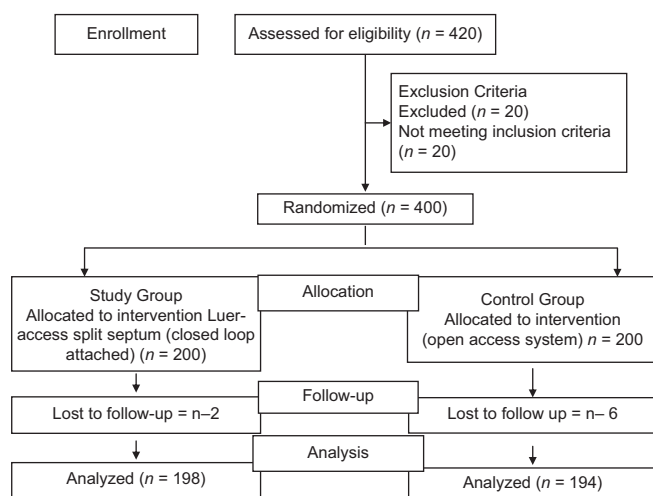 Enrollment
Assessed for eligibility (n = 420)
Exclusion Criteria
Excluded (n = 20)
Not meeting inclusion criteria
(n = 20)
Randomized (n = 400)
Study Group
Allocated to intervention Luer-
access split septum (closed loop
attached) (n = 200)
Allocation
Control Group
Allocated to intervention
(open access system) n = 200
Follow-up
Lost to follow-up = n–2
Lost to follow up = n– 6
Analysis
Analyzed (n = 198)
Analyzed (n = 194)